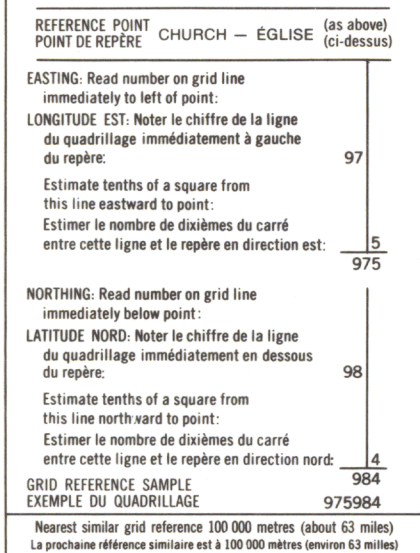 REFERENCE POINT CHURCH — ÉGLISE (as above)
POINT DE REPÈRE (ci-dessus)
EASTING: Read number on grid line
immediately to left of point:
LONGITUDE EST: Noter le chiffre de la ligne
du quadrillage immédiatement à gauche
du repère: 97
Estimate tenths of a square from
this line eastward to point:
Estimer le nombre de dixièmes du carré
entre cette ligne et le repère en direction est: 5
975
NORTHING: Read number on grid line
immediately below point:
LATITUDE NORD: Noter le chiffre de la ligne
du quadrillage immédiatement en dessous
du repère: 98
Estimate tenths of a square from
this line northward to point:
Estimer le nombre de dixièmes du carré
entre cette ligne et le repère en direction nord: 4
GRID REFERENCE SAMPLE 984
EXEMPLE DU QUADRILLAGE 975984
Nearest similar grid reference 100 000 metres (about 63 miles)
La prochaine référence similaire est à 100 000 mètres (environ 63 milles)